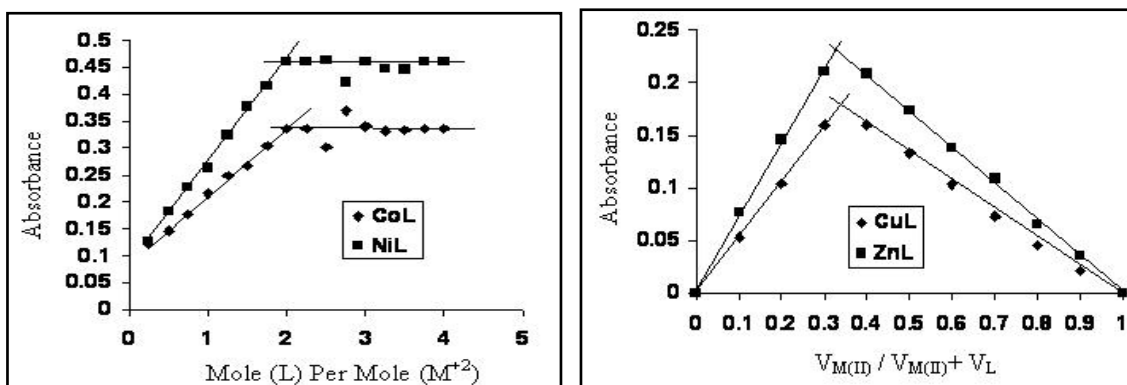 0.5
0.45
0.4
0.35
0.3
0.25
0.2
0.15
0.1
0.05
0
Absorbance
CoL
NiL
0 1 2 3 4 5
Mole (L) Per Mole (M⁺²)
0.25
0.2
0.15
0.1
0.05
0
Absorbance
CuL
ZnL
0 0.1 0.2 0.3 0.4 0.5 0.6 0.7 0.8 0.9 1
V_M(II) / V_M(II)+ V_L